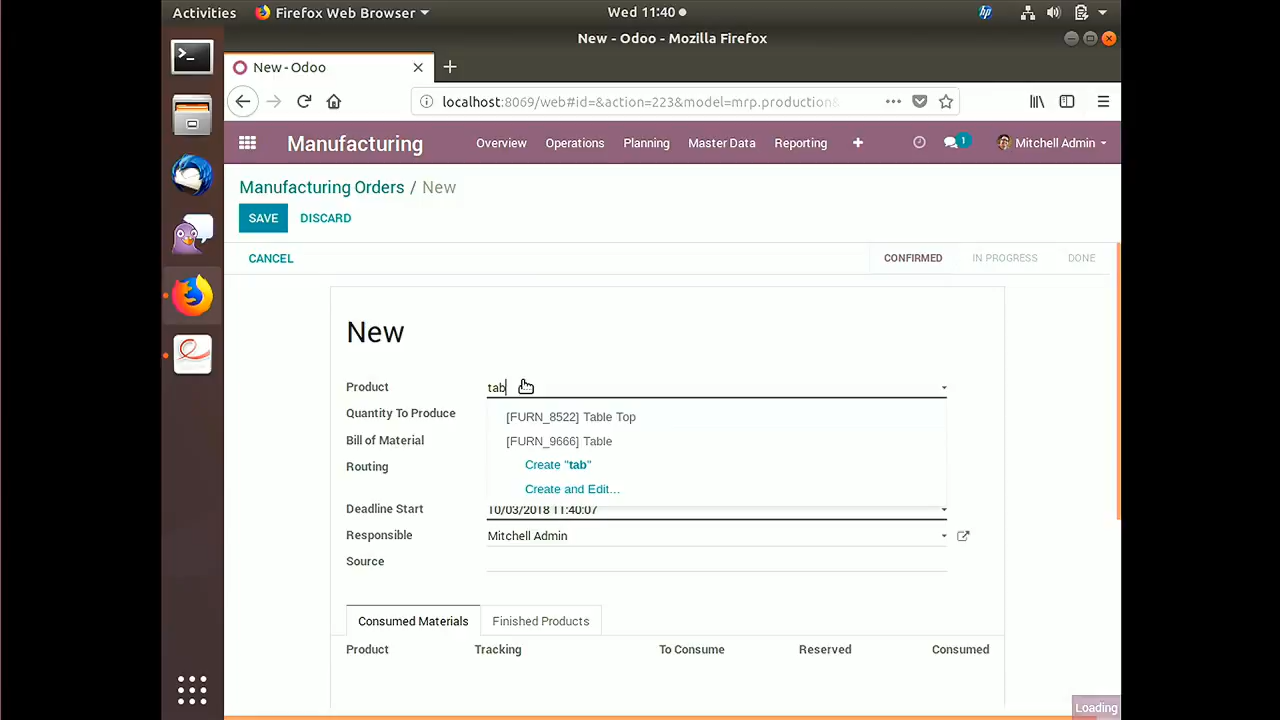 Activities Firefox Web Browser Wed 11:40
New - Odoo - Mozilla Firefox
New - Odoo
localhost:8069/web#id=&action=223&model=mrp.production&
Manufacturing Overview Operations Planning Master Data Reporting 1 Mitchell Admin
Manufacturing Orders / New
SAVE DISCARD
CANCEL CONFIRMED IN PROGRESS DONE
New
Product tab
[FURN_8522] Table Top
Quantity To Produce
[FURN_9666] Table
Bill of Material
Create "tab"
Routing
Create and Edit...
Deadline Start 10/03/2018 11:40:07
Responsible Mitchell Admin
Source
Consumed Materials Finished Products
Product Tracking To Consume Reserved Consumed
Loading